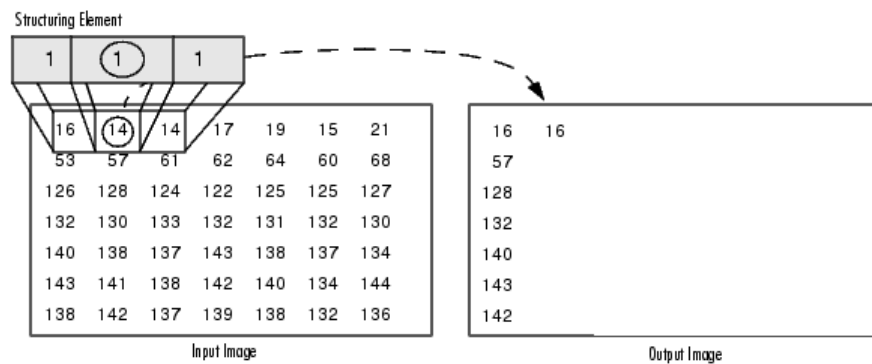 Structuring Element
1 1 1
16 14 14 17 19 15 21
53 57 61 62 64 60 68
126 128 124 122 125 125 127
132 130 133 132 131 132 130
140 138 137 143 138 137 134
143 141 138 142 140 134 144
138 142 137 139 138 132 136
Input Image
16 16
57
128
132
140
143
142
Output Image